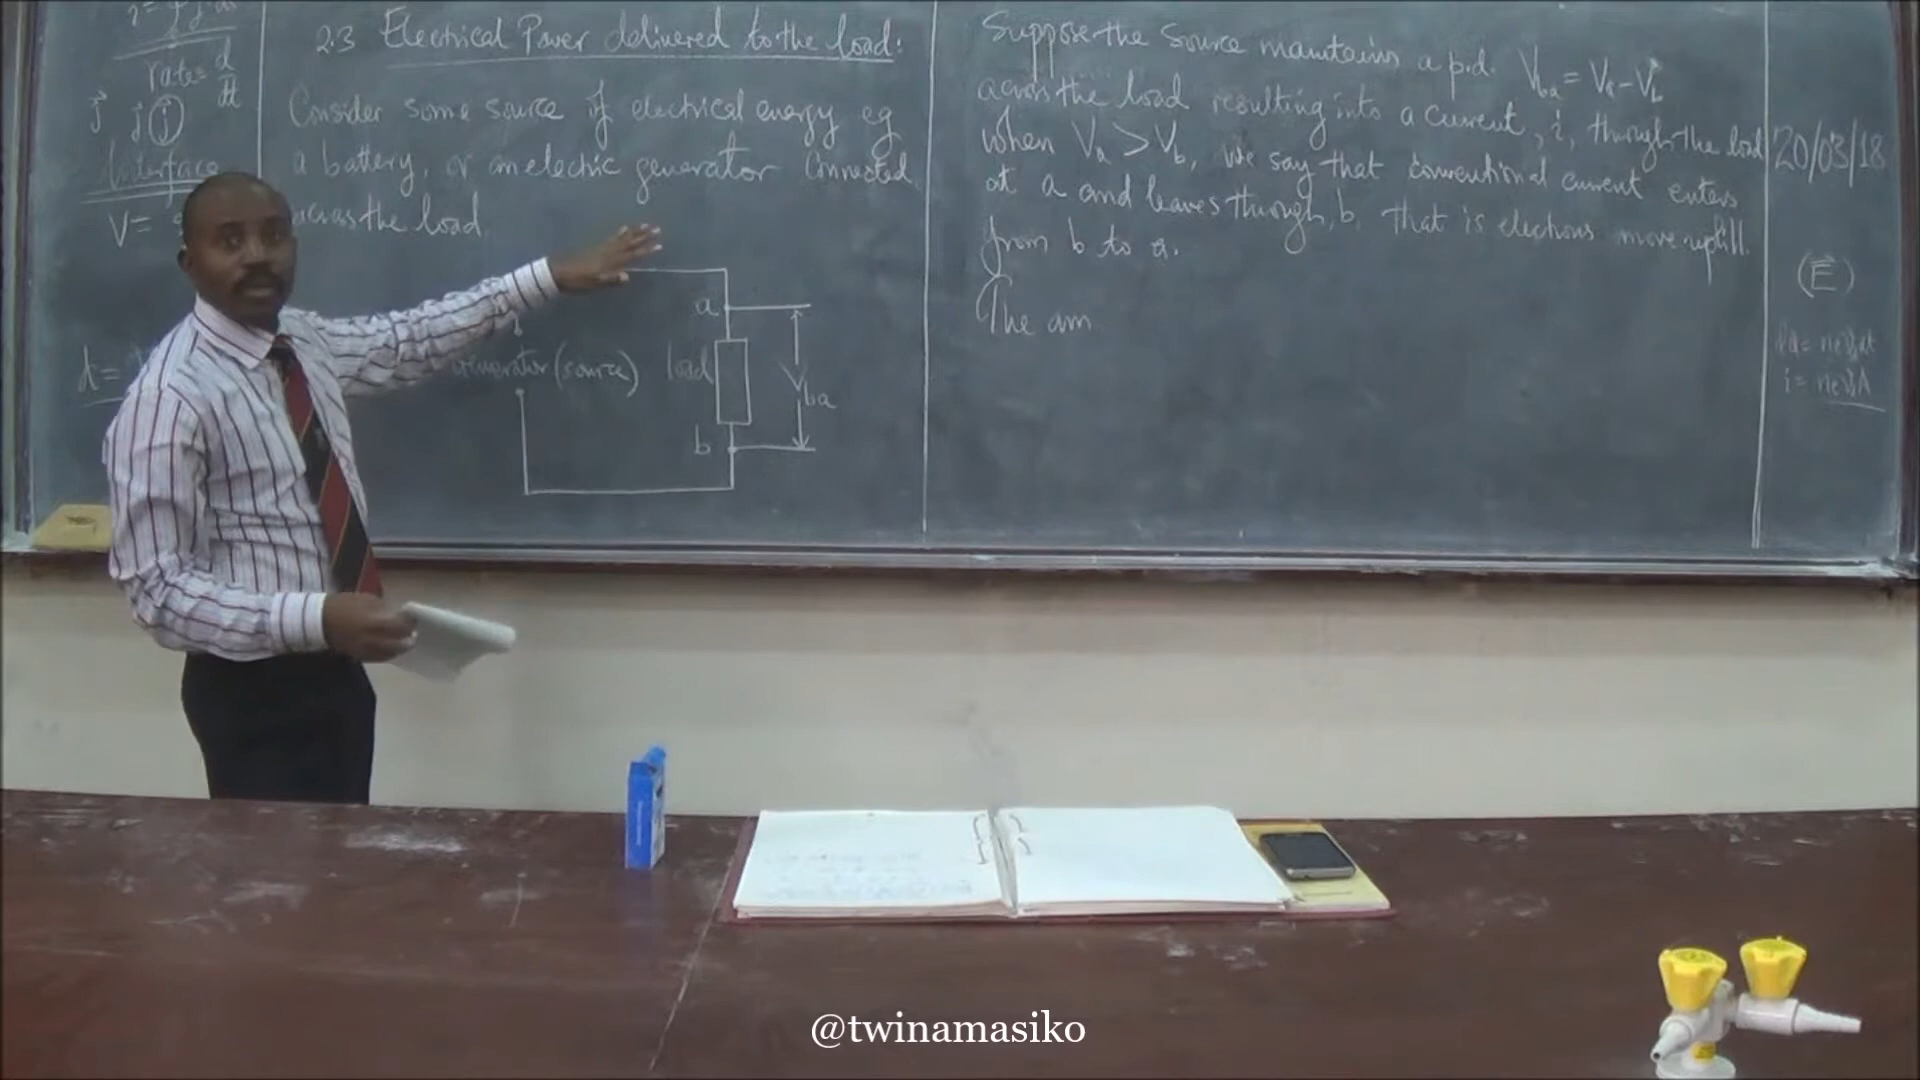 rate = d/dt
j j (j)
Interface
V =
t =
2.3 Electrical Power delivered to the load:
Consider some source of electrical energy eg
a battery, or an electric generator connected
across the load.
a
generator (source) load
V_ba
b
Suppose the source maintains a p.d. V_ba = V_a - V_b
across the load resulting into a current, i, through the load
when V_a > V_b, we say that conventional current enters
at a and leaves through, b, that is electrons move uphill
from b to a.
The am
20/03/18
(E⃗)
i = nev_dA
@twinamasiko